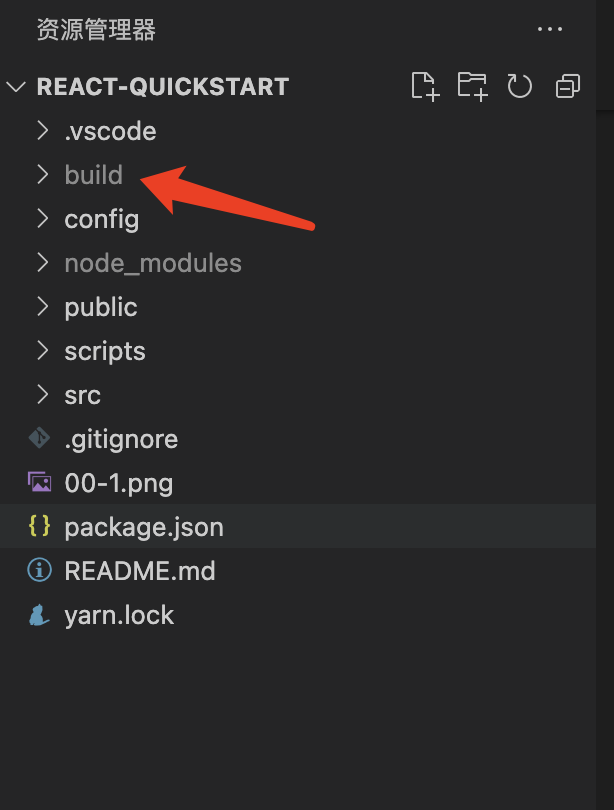 资源管理器
REACT-QUICKSTART
.vscode
build
config
node_modules
public
scripts
src
.gitignore
00-1.png
package.json
README.md
yarn.lock